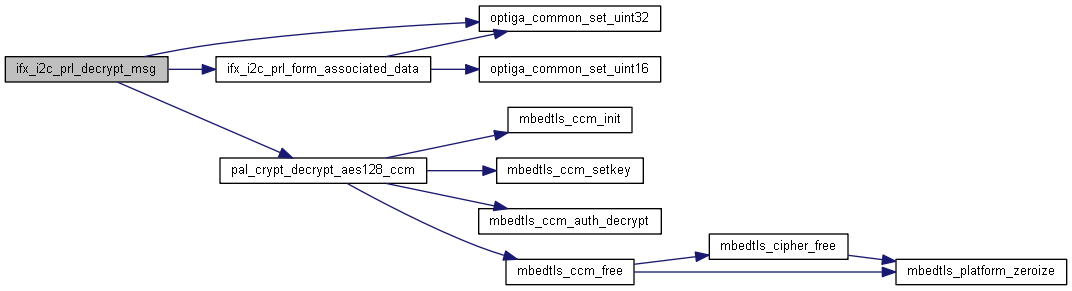 optiga_common_set_uint32
ifx_i2c_prl_decrypt_msg
ifx_i2c_prl_form_associated_data
optiga_common_set_uint16
mbedtls_ccm_init
pal_crypt_decrypt_aes128_ccm
mbedtls_ccm_setkey
mbedtls_ccm_auth_decrypt
mbedtls_cipher_free
mbedtls_ccm_free
mbedtls_platform_zeroize